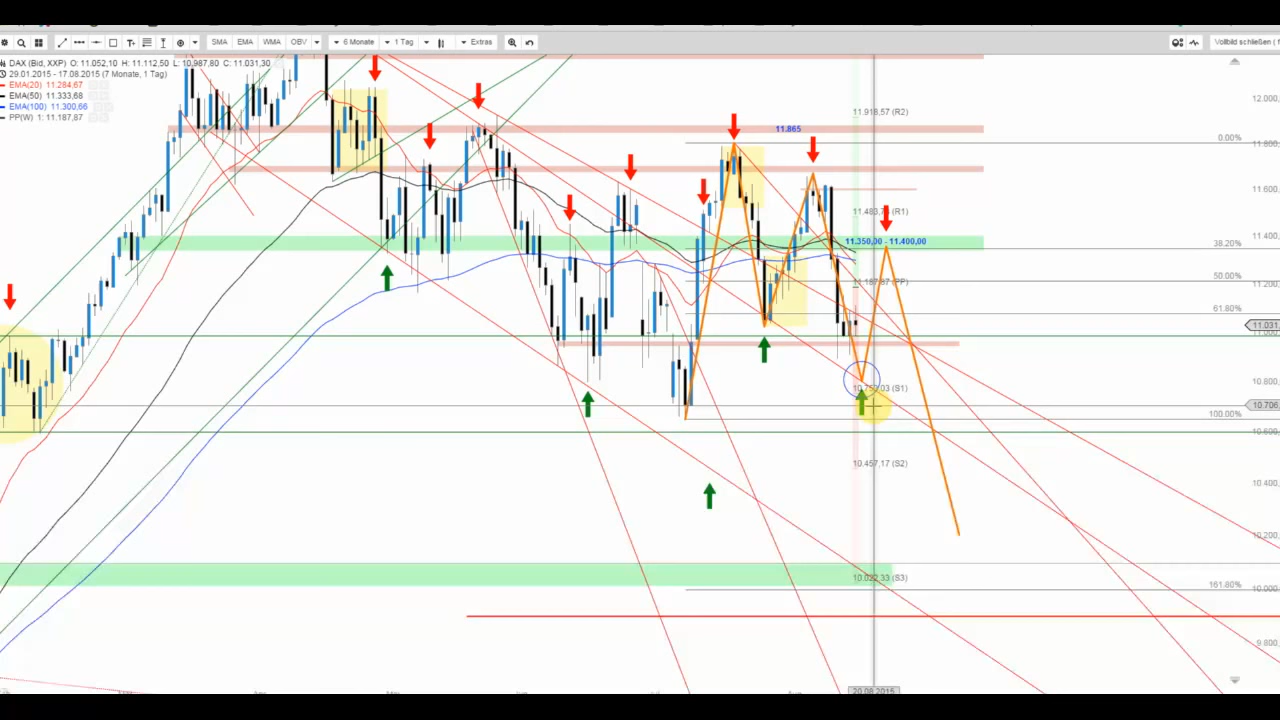 SMA EMA WMA OBV 6 Monate 1 Tag Extras Vollbild schließen (
DAX (Bid, XXP) O: 11.052,10 H: 11.112,50 L: 10.987,80 C: 11.031,30
29.01.2015 - 17.08.2015 (7 Monate, 1 Tag)
EMA(20) 11.284,67
EMA(50) 11.333,68
EMA(100) 11.300,66
PP(W) 1: 11.187,87
12.000,
11.918,57 (R2)
11.865
0.00%
11.800,
11.600,
11.483, (R1)
11.350,00 - 11.400,00
11.400,
38.20%
50.00%
11.187,87 (PP)
11.200,
61.80%
11.031,
11.000,
10.800,
(S1)
10.706
100.00%
10.600,
10.457,17 (S2)
10.400,
10.200,
10.022,33 (S3)
161.80%
10.000,
9.800,
20.08.2015